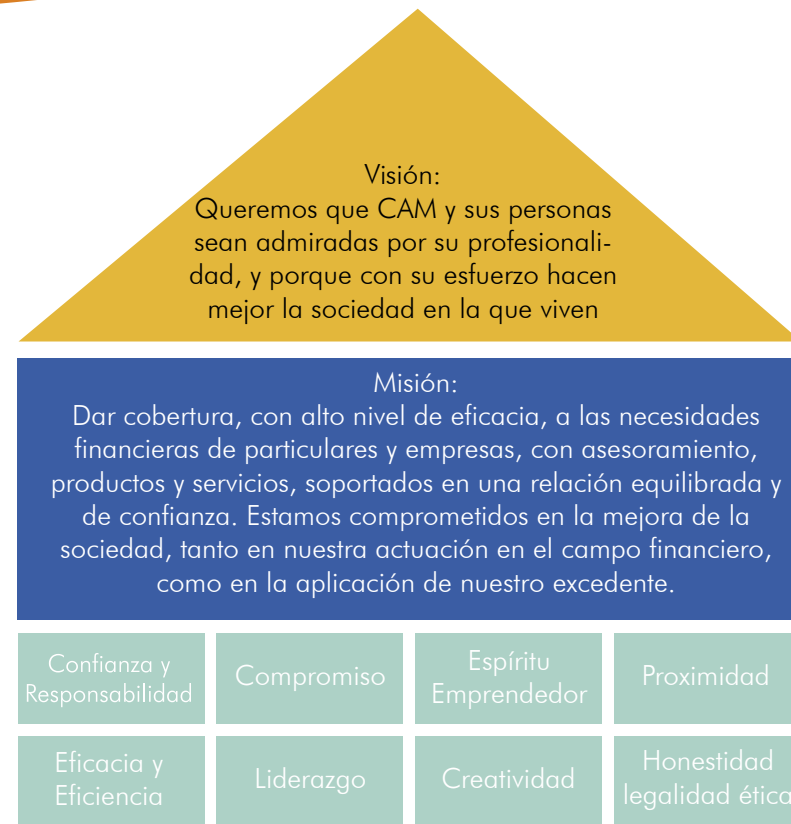 Visión:
Queremos que CAM y sus personas
sean admiradas por su profesionali-
dad, y porque con su esfuerzo hacen
mejor la sociedad en la que viven
Misión:
Dar cobertura, con alto nivel de eficacia, a las necesidades
financieras de particulares y empresas, con asesoramiento,
productos y servicios, soportados en una relación equilibrada y
de confianza. Estamos comprometidos en la mejora de la
sociedad, tanto en nuestra actuación en el campo financiero,
como en la aplicación de nuestro excedente.
Confianza y
Responsabilidad
Compromiso
Espíritu
Emprendedor
Proximidad
Eficacia y
Eficiencia
Liderazgo
Creatividad
Honestidad
legalidad ética